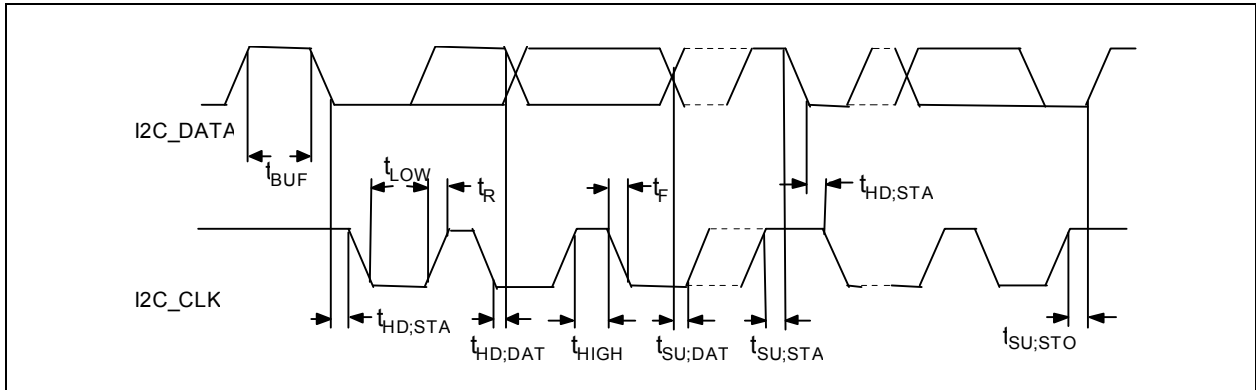 I2C_DATA
tBUF
tLOW
tR
tF
tHD;STA
I2C_CLK
tHD;STA
tHD;DAT
tHIGH
tSU;DAT
tSU;STA
tSU;STO